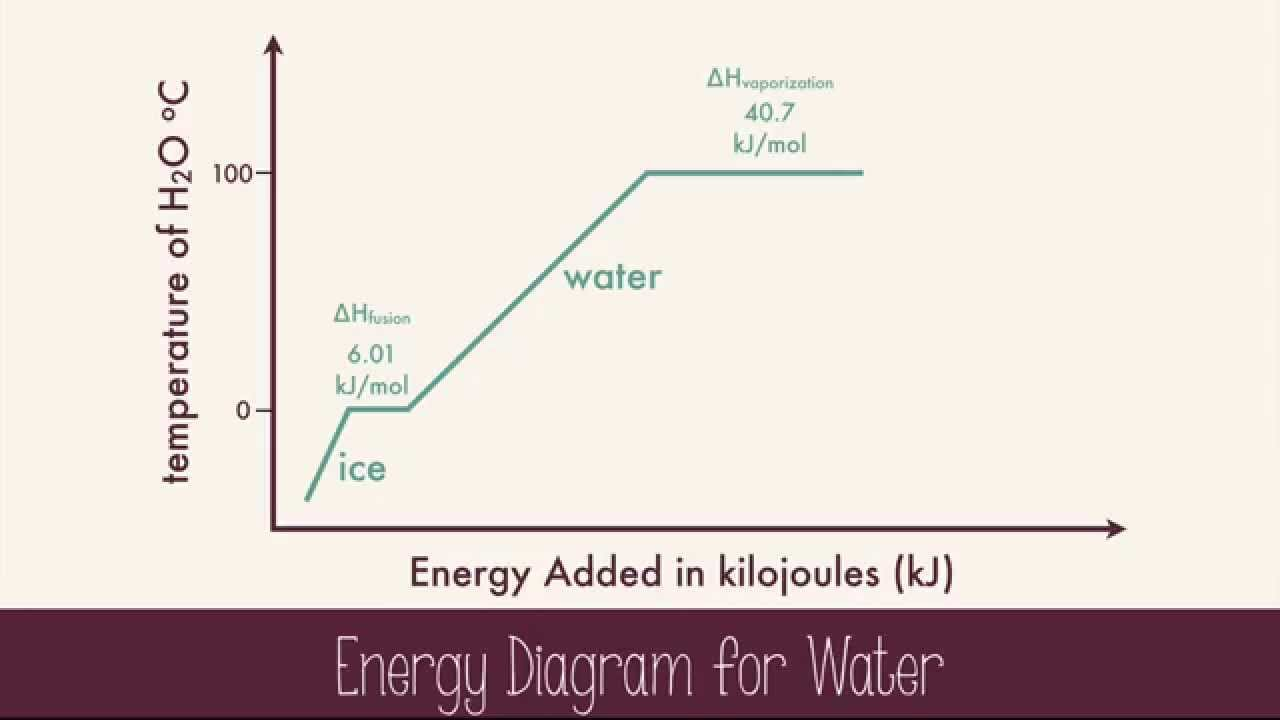 temperature of H₂O °C
ΔHvaporization
40.7
kJ/mol
100
water
ΔHfusion
6.01
kJ/mol
0
ice
Energy Added in kilojoules (kJ)
Energy Diagram for Water